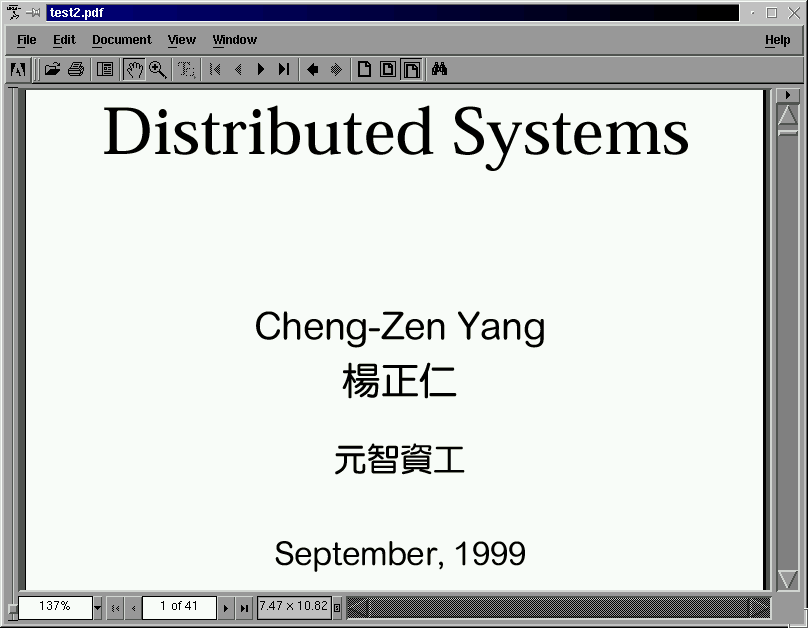 test2.pdf
File Edit Document View Window Help
Distributed Systems
Cheng-Zen Yang
楊正仁
元智資工
September, 1999
137% 1 of 41 7.47 × 10.82